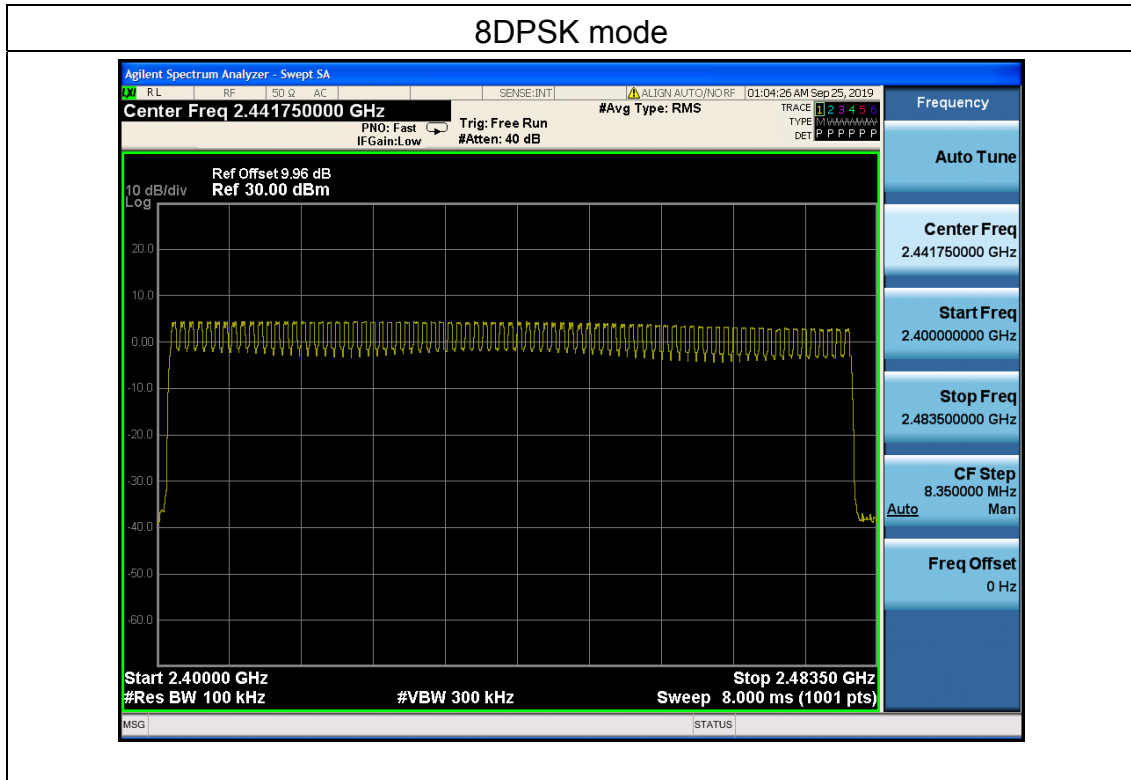 8DPSK mode
Agilent Spectrum Analyzer - Swept SA
LXI RL RF 50 Ω AC SENSE:INT ALIGN AUTO/NO RF 01:04:26 AM Sep 25, 2019
Center Freq 2.441750000 GHz #Avg Type: RMS TRACE 1 2 3 4 5 6
PNO: Fast Trig: Free Run TYPE M WWWWW
IFGain:Low #Atten: 40 dB DET P P P P P P
Frequency
Auto Tune
Ref Offset 9.96 dB
10 dB/div Ref 30.00 dBm
Log
20.0
10.0
0.00
-10.0
-20.0
-30.0
-40.0
-50.0
-60.0
Start 2.40000 GHz Stop 2.48350 GHz
#Res BW 100 kHz #VBW 300 kHz Sweep 8.000 ms (1001 pts)
Center Freq
2.441750000 GHz
Start Freq
2.400000000 GHz
Stop Freq
2.483500000 GHz
CF Step
8.350000 MHz
Auto Man
Freq Offset
0 Hz
MSG STATUS